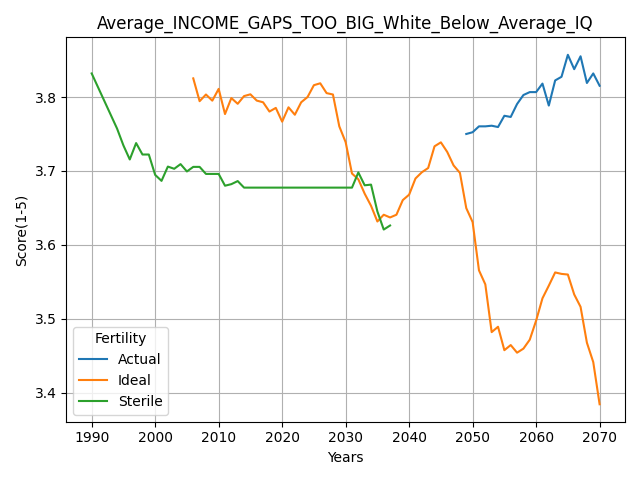 Average_INCOME_GAPS_TOO_BIG_White_Below_Average_IQ
Score(1-5)
3.8
3.7
3.6
3.5
3.4
Fertility
Actual
Ideal
Sterile
1990 2000 2010 2020 2030 2040 2050 2060 2070
Years